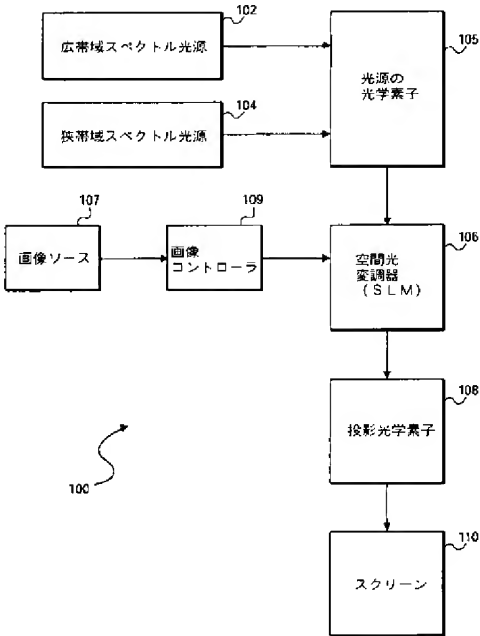 102
広帯域スペクトル光源
104
狭帯域スペクトル光源
105
光源の
光学素子
107
画像ソース
109
画像
コントローラ
106
空間光
変調器
(SLM)
108
投影光学素子
100
110
スクリーン